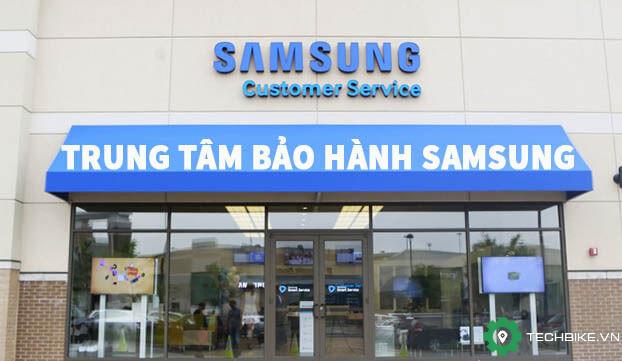 SAMSUNG
Customer Service
TRUNG TÂM BẢO HÀNH SAMSUNG
TECHBIKE.VN